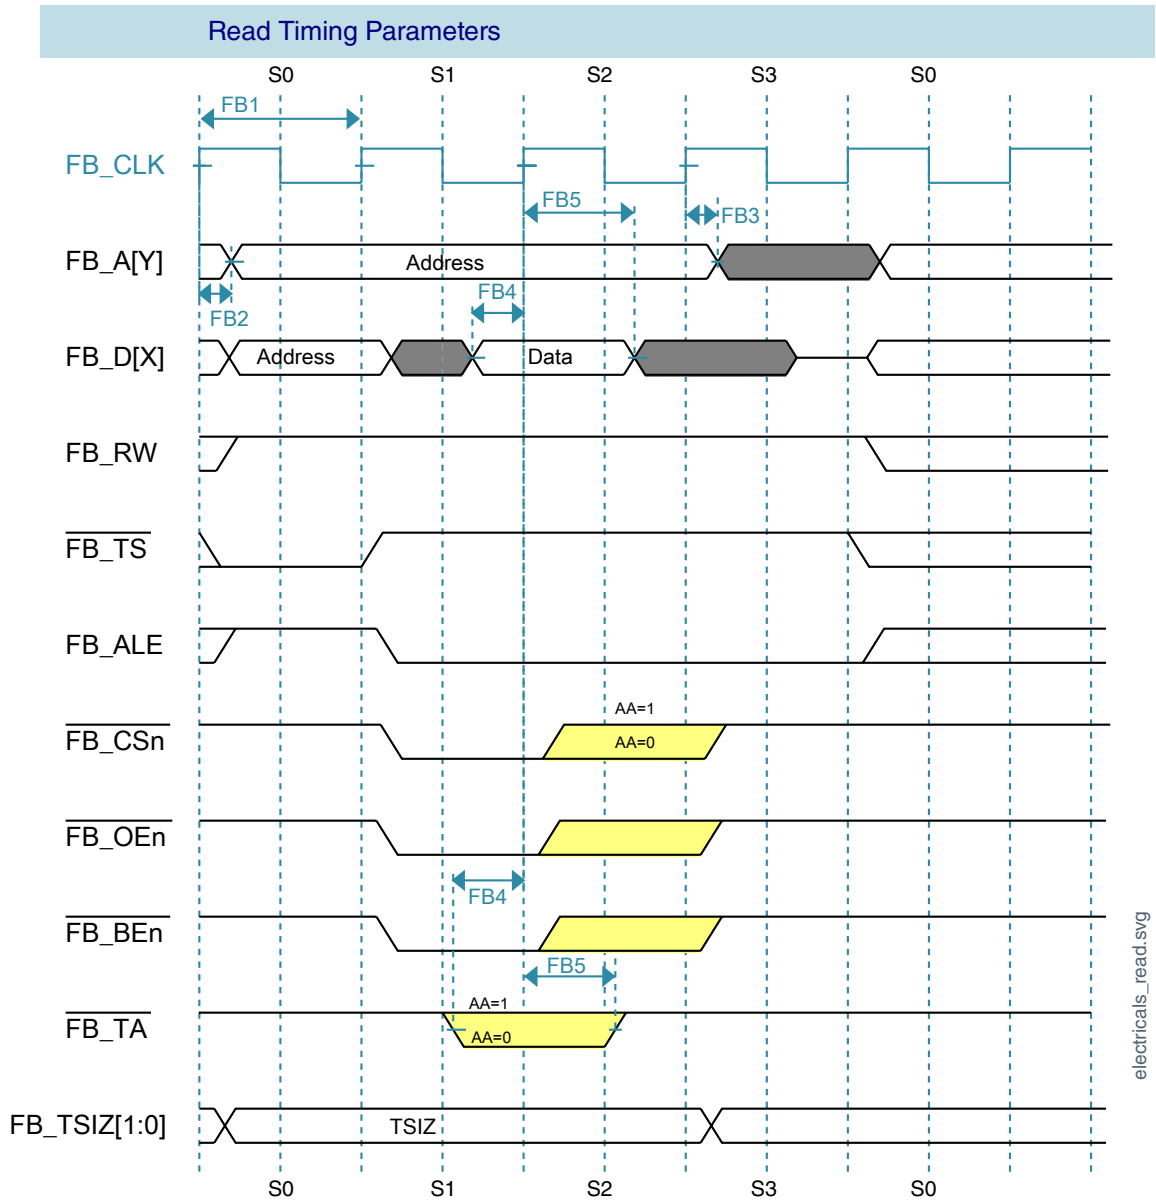 Read Timing Parameters
S0 S1 S2 S3 S0
FB1
FB_CLK
FB5
FB3
FB_A[Y]
Address
FB4
FB2
FB_D[X]
Address
Data
FB_RW
FB_TS
FB_ALE
AA=1
FB_CSn
AA=0
FB_OEn
FB4
FB_BEn
FB5
AA=1
FB_TA
AA=0
FB_TSIZ[1:0]
TSIZ
S0 S1 S2 S3 S0
electricals_read.svg